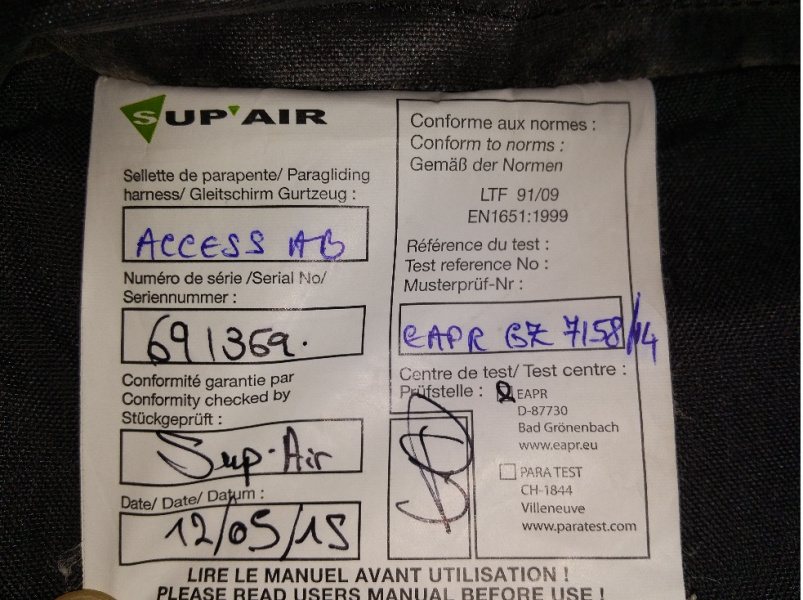 SUP'AIR
Sellette de parapente/ Paragliding
harness/ Gleitschirm Gurtzeug :
ACCESS AB
Numéro de série /Serial No/
Seriennummer :
691369.
Conformité garantie par
Conformity checked by
Stückgeprüft :
Sup-Air
Date/ Date/ Datum :
12/05/15
Conforme aux normes :
Conform to norms :
Gemäß der Normen
LTF 91/09
EN1651:1999
Référence du test :
Test reference No :
Musterprüf-Nr :
EAPR GZ 7158/14
Centre de test/ Test centre :
Prüfstelle :
EAPR
D-87730
Bad Grönenbach
www.eapr.eu
PARA TEST
CH-1844
Villeneuve
www.paratest.com
LIRE LE MANUEL AVANT UTILISATION !
PLEASE READ USERS MANUAL BEFORE USE !